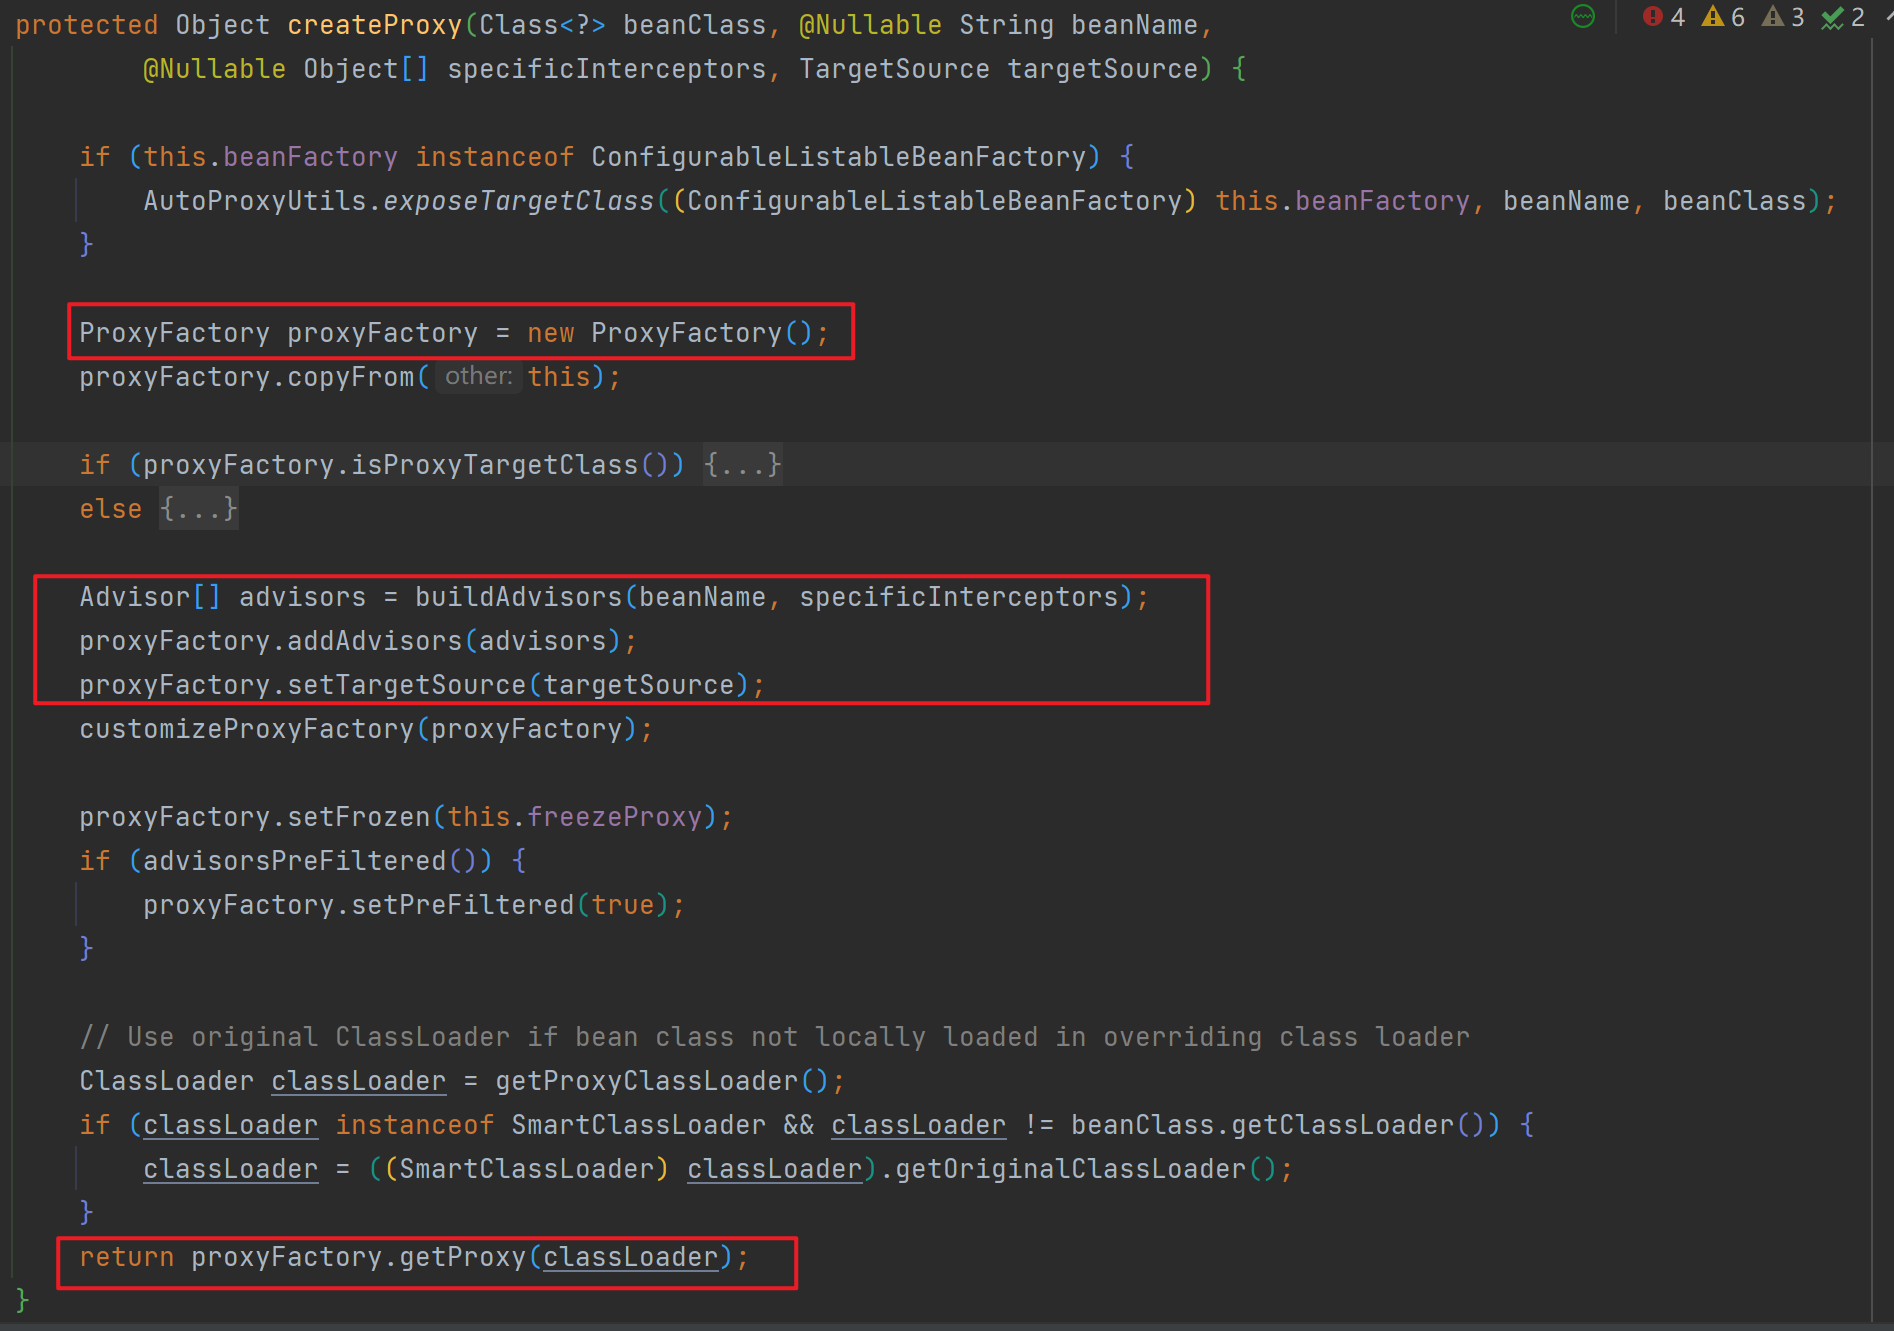 protected Object createProxy(Class<?> beanClass, @Nullable String beanName,
4 6 3 2
@Nullable Object[] specificInterceptors, TargetSource targetSource) {
if (this.beanFactory instanceof ConfigurableListableBeanFactory) {
AutoProxyUtils.exposeTargetClass((ConfigurableListableBeanFactory) this.beanFactory, beanName, beanClass);
}
ProxyFactory proxyFactory = new ProxyFactory();
proxyFactory.copyFrom( other: this);
if (proxyFactory.isProxyTargetClass()) {...}
else {...}
Advisor[] advisors = buildAdvisors(beanName, specificInterceptors);
proxyFactory.addAdvisors(advisors);
proxyFactory.setTargetSource(targetSource);
customizeProxyFactory(proxyFactory);
proxyFactory.setFrozen(this.freezeProxy);
if (advisorsPreFiltered()) {
proxyFactory.setPreFiltered(true);
}
// Use original ClassLoader if bean class not locally loaded in overriding class loader
ClassLoader classLoader = getProxyClassLoader();
if (classLoader instanceof SmartClassLoader && classLoader != beanClass.getClassLoader()) {
classLoader = ((SmartClassLoader) classLoader).getOriginalClassLoader();
}
return proxyFactory.getProxy(classLoader);
}